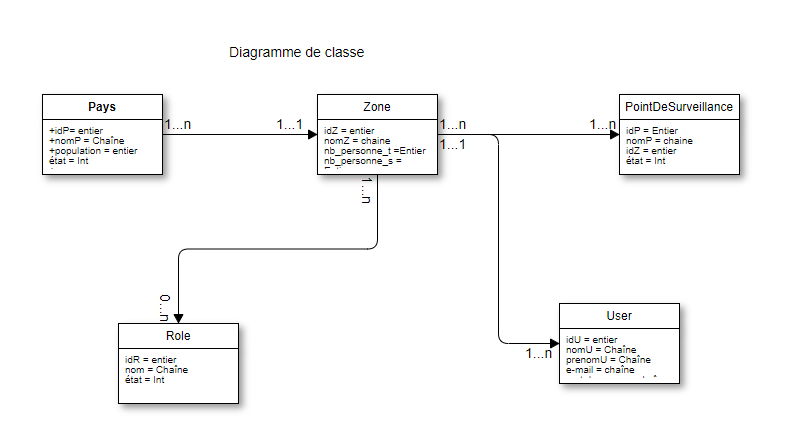 Diagramme de classe
Pays
+idP= entier
+nomP = Chaîne
+population = entier
état = Int
1...n
1...1
Zone
idZ = entier
nomZ = chaine
nb_personne_t =Entier
nb_personne_s =
1...n
1...1
1...n
1...n
PointDeSurveillance
idP = Entier
nomP = chaine
idZ = entier
état = Int
0...n
Role
idR = entier
nom = Chaîne
état = Int
1...n
User
idU = entier
nomU = Chaîne
prenomU = Chaîne
e-mail = chaîne